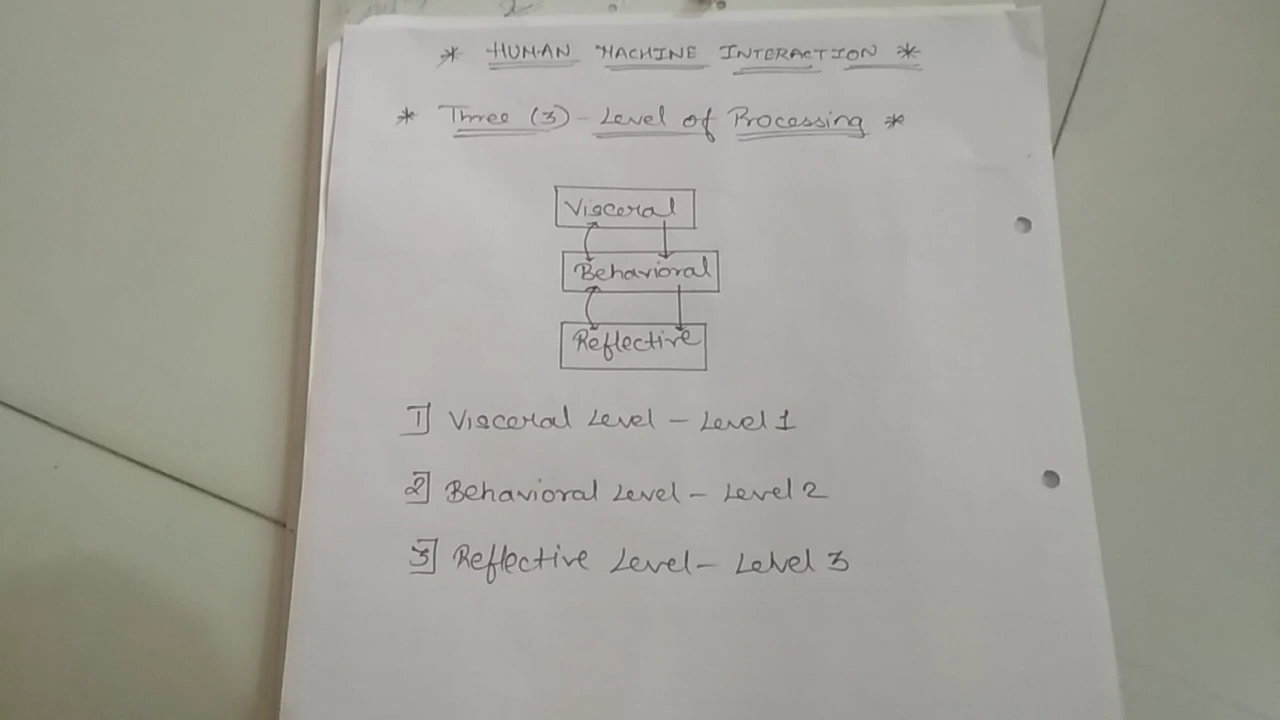 * HUMAN MACHINE INTERACTION *
* Three (3) - Level of Processing *
Visceral
Behavioral
Reflective
1] Visceral Level - Level 1
2] Behavioral Level - Level 2
3] Reflective Level - Level 3